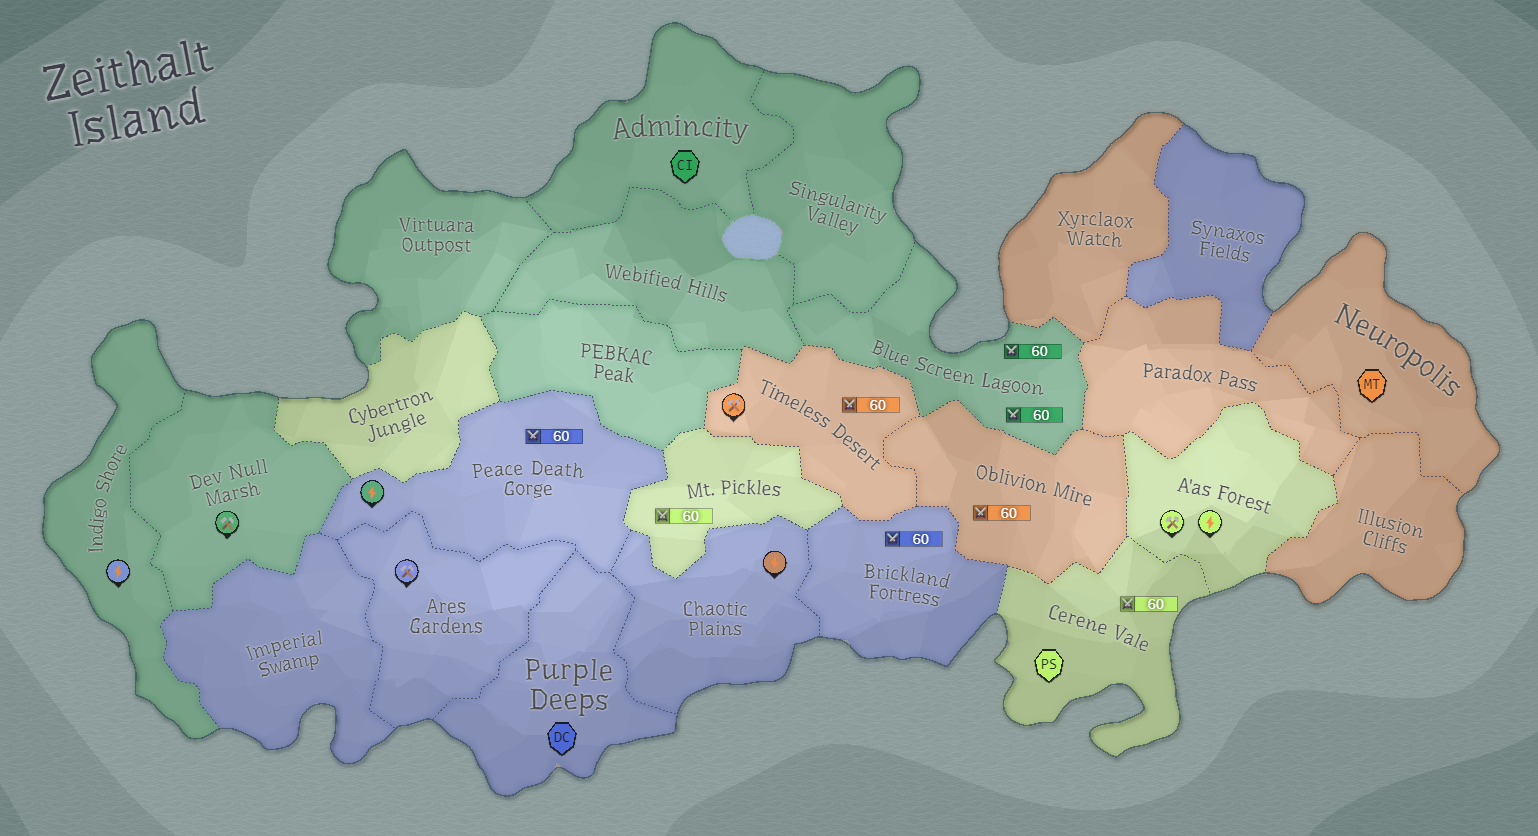 Zeithalt
Island
Admincity
CI
Singularity
Valley
Virtuara
Outpost
Webified Hills
Xyrclaox
Watch
Synaxos
Fields
Neuropolis
MT
PEBKAC
Peak
Blue Screen Lagoon
60
60
Paradox Pass
Timeless Desert
60
Cybertron
Jungle
60
Peace Death
Gorge
Indigo Shore
Dev Null
Marsh
Mt. Pickles
60
Oblivion Mire
60
A'as Forest
Illusion
Cliffs
60
Brickland
Fortress
Ares
Gardens
Chaotic
Plains
60
Cerene Vale
PS
Imperial
Swamp
Purple
Deeps
DC